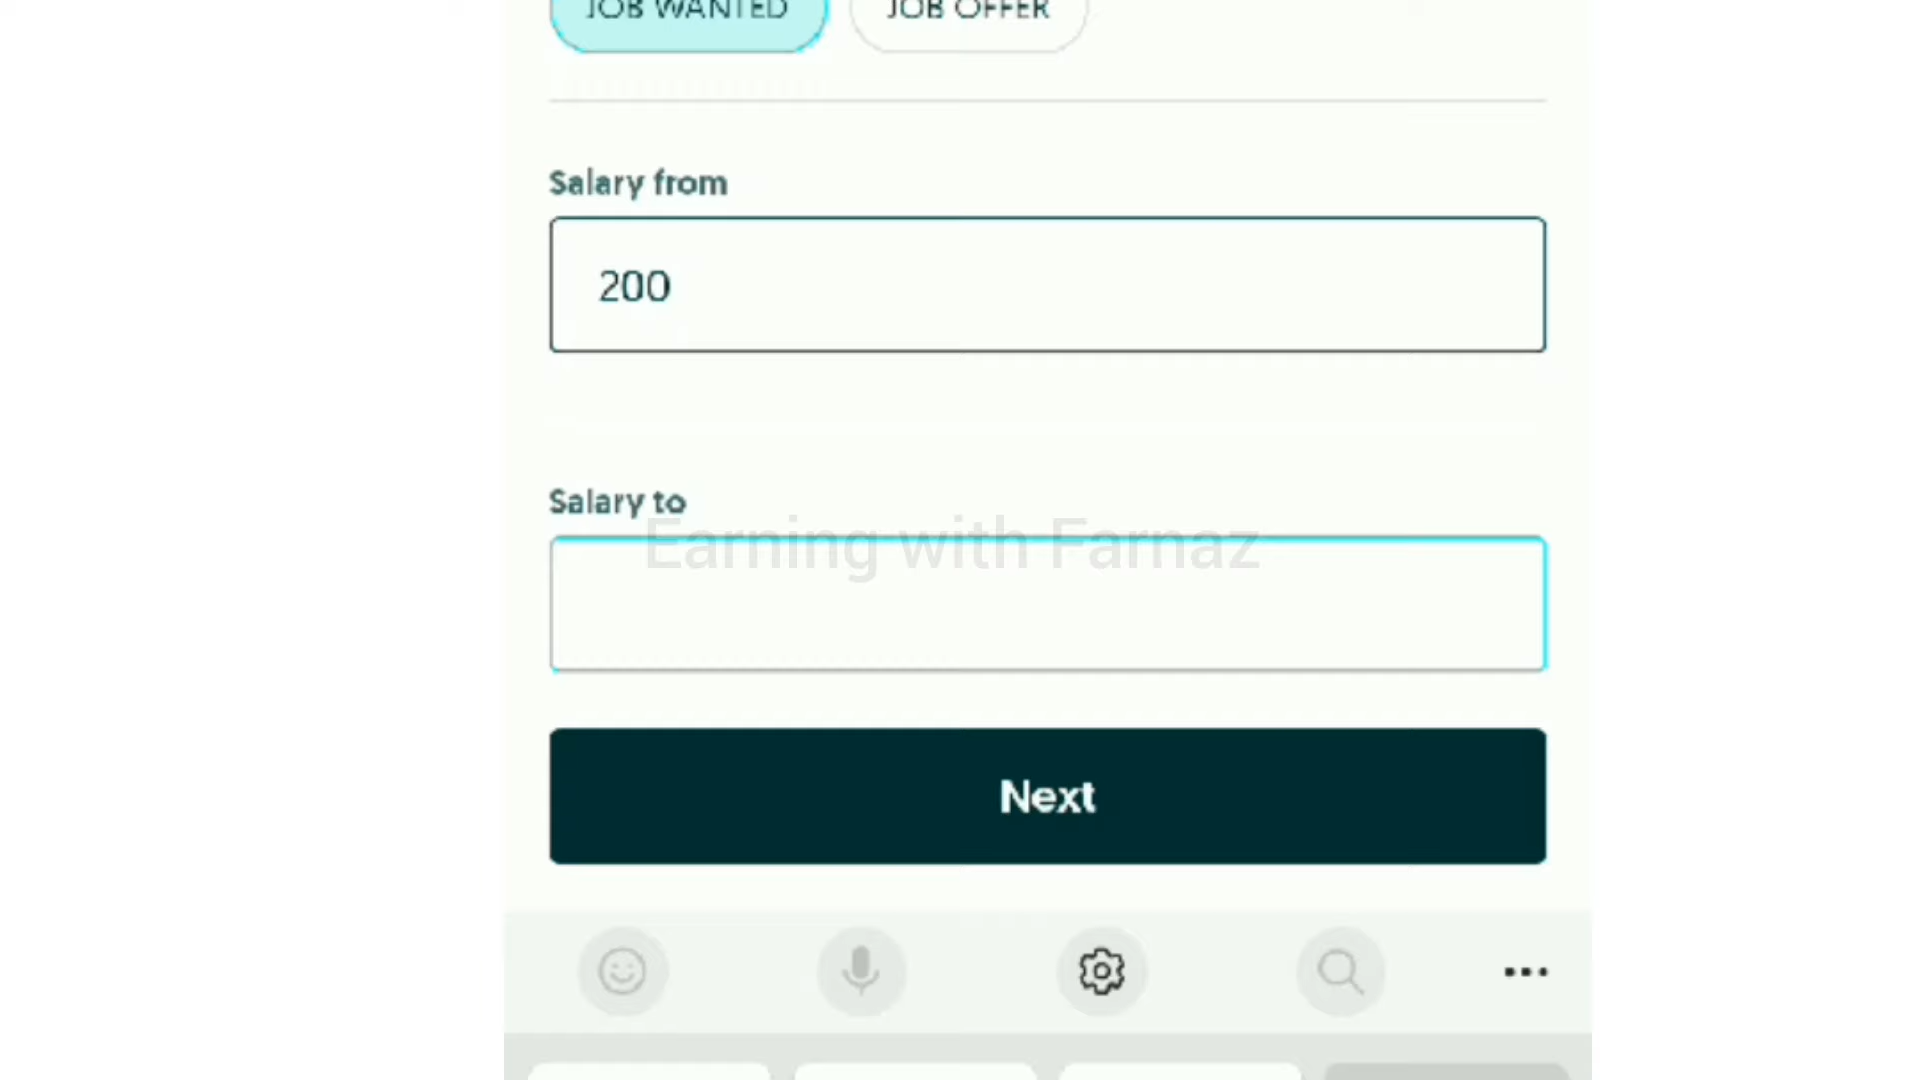 JOB WANTED JOB OFFER
Salary from
200
Salary to
Earning with Farnaz
Next